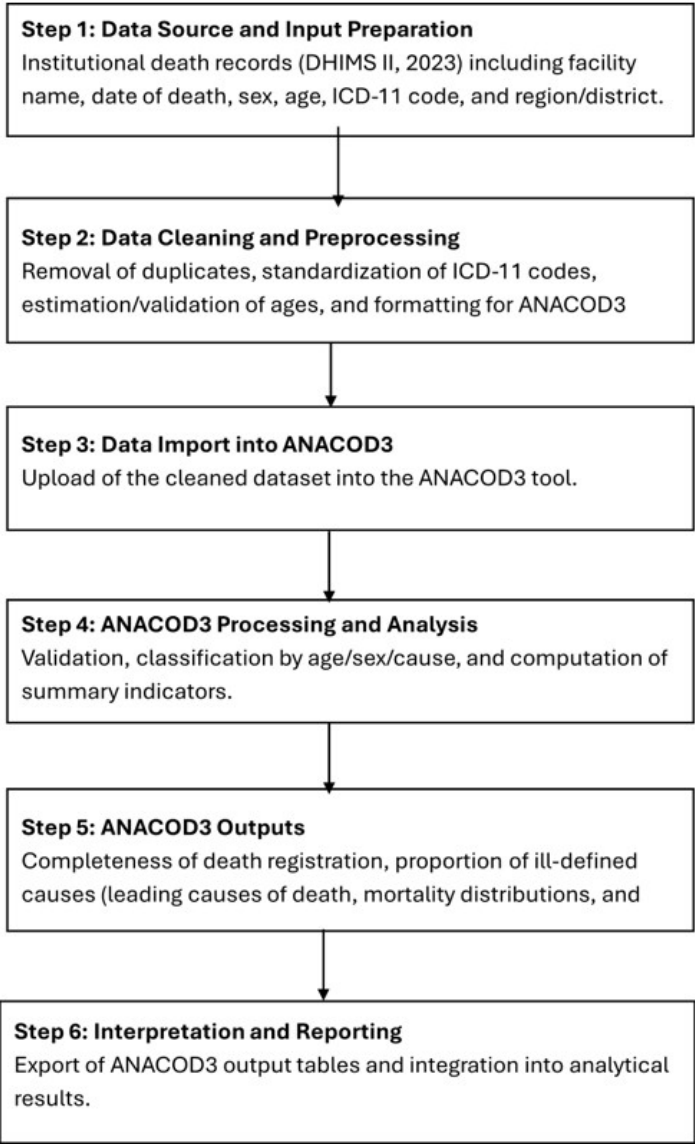 Step 1: Data Source and Input Preparation
Institutional death records (DHIMS II, 2023) including facility
name, date of death, sex, age, ICD-11 code, and region/district.
Step 2: Data Cleaning and Preprocessing
Removal of duplicates, standardization of ICD-11 codes,
estimation/validation of ages, and formatting for ANACOD3
Step 3: Data Import into ANACOD3
Upload of the cleaned dataset into the ANACOD3 tool.
Step 4: ANACOD3 Processing and Analysis
Validation, classification by age/sex/cause, and computation of
summary indicators.
Step 5: ANACOD3 Outputs
Completeness of death registration, proportion of ill-defined
causes (leading causes of death, mortality distributions, and
Step 6: Interpretation and Reporting
Export of ANACOD3 output tables and integration into analytical
results.